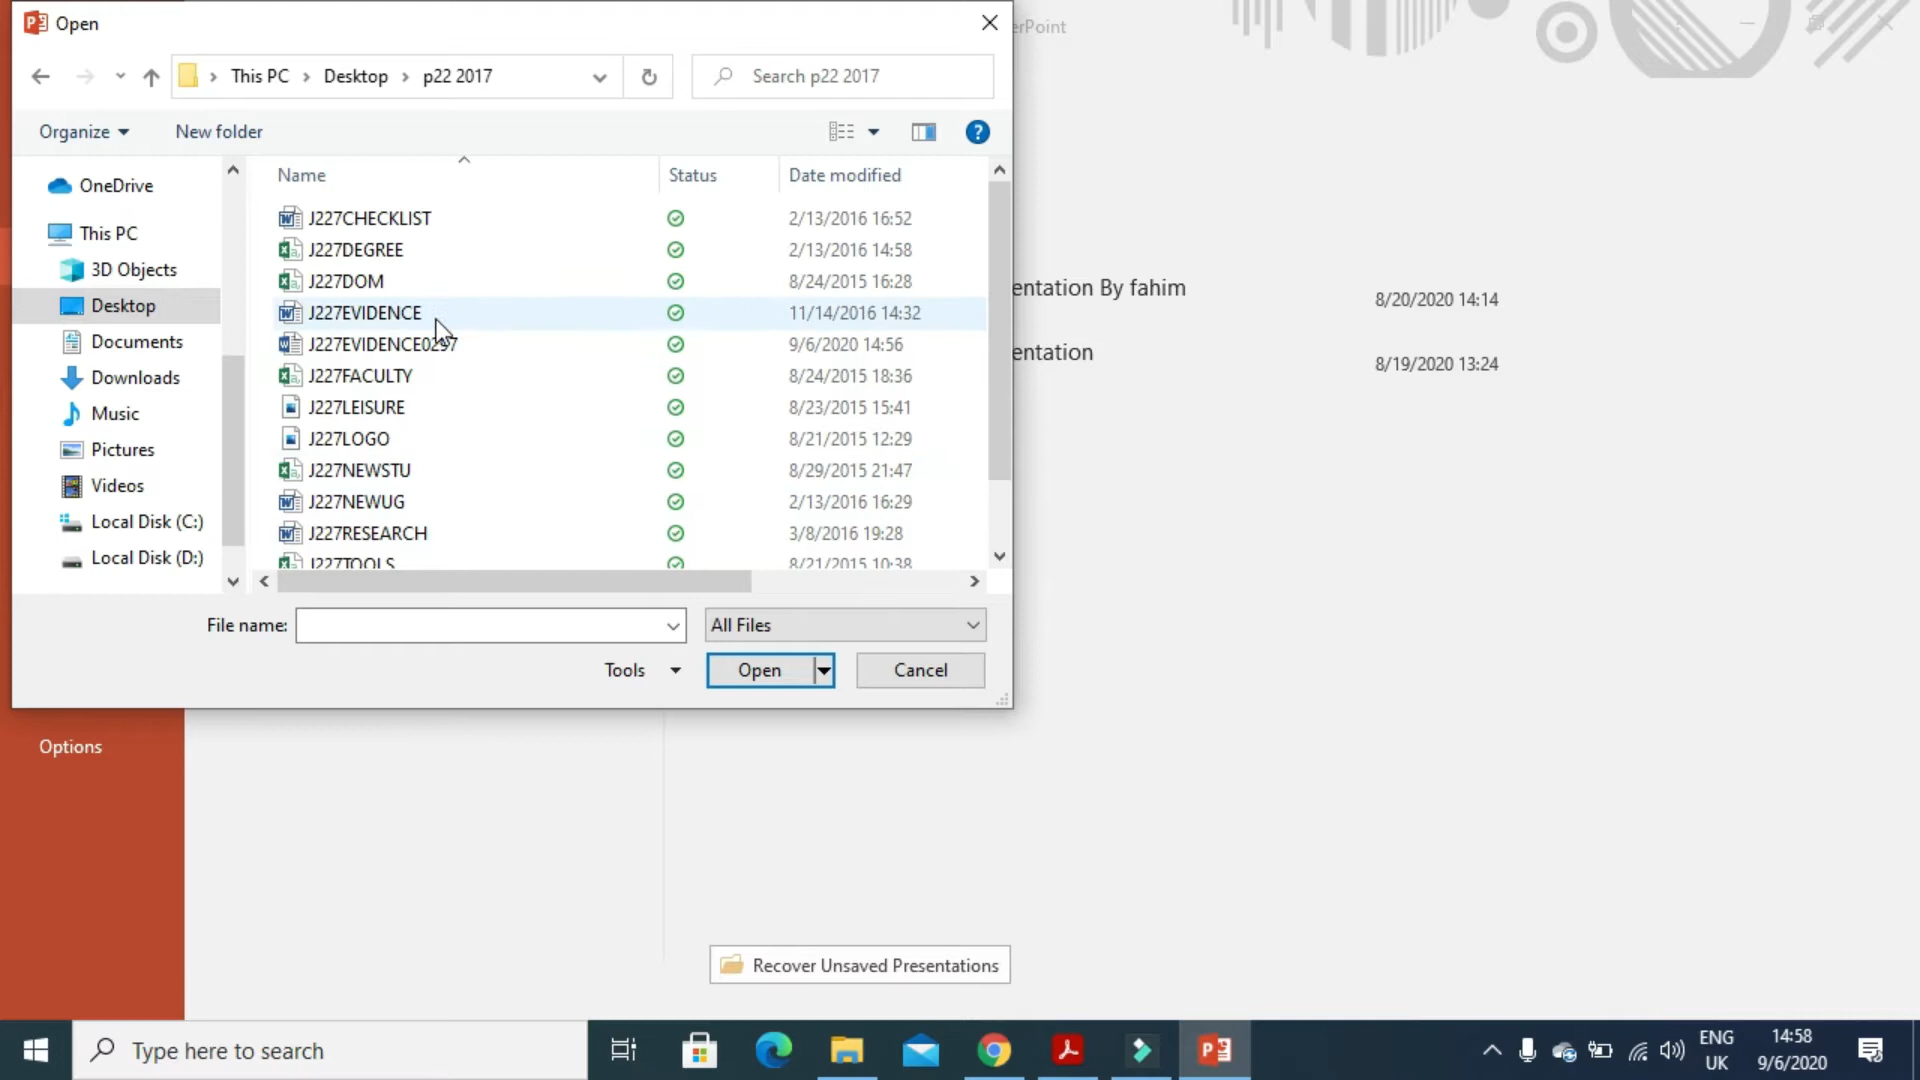 Open
erPoint
This PC > Desktop > p22 2017
Search p22 2017
Organize
New folder
Name
Status
Date modified
OneDrive
This PC
3D Objects
Desktop
Documents
Downloads
Music
Pictures
Videos
Local Disk (C:)
Local Disk (D:)
J227CHECKLIST 2/13/2016 16:52
J227DEGREE 2/13/2016 14:58
J227DOM 8/24/2015 16:28
J227EVIDENCE 11/14/2016 14:32
J227EVIDENCE0297 9/6/2020 14:56
J227FACULTY 8/24/2015 18:36
J227LEISURE 8/23/2015 15:41
J227LOGO 8/21/2015 12:29
J227NEWSTU 8/29/2015 21:47
J227NEWUG 2/13/2016 16:29
J227RESEARCH 3/8/2016 19:28
J227TOOLS 8/21/2015 10:38
entation By fahim
8/20/2020 14:14
entation
8/19/2020 13:24
File name:
All Files
Tools
Open
Cancel
Options
Recover Unsaved Presentations
Type here to search
ENG
UK
14:58
9/6/2020